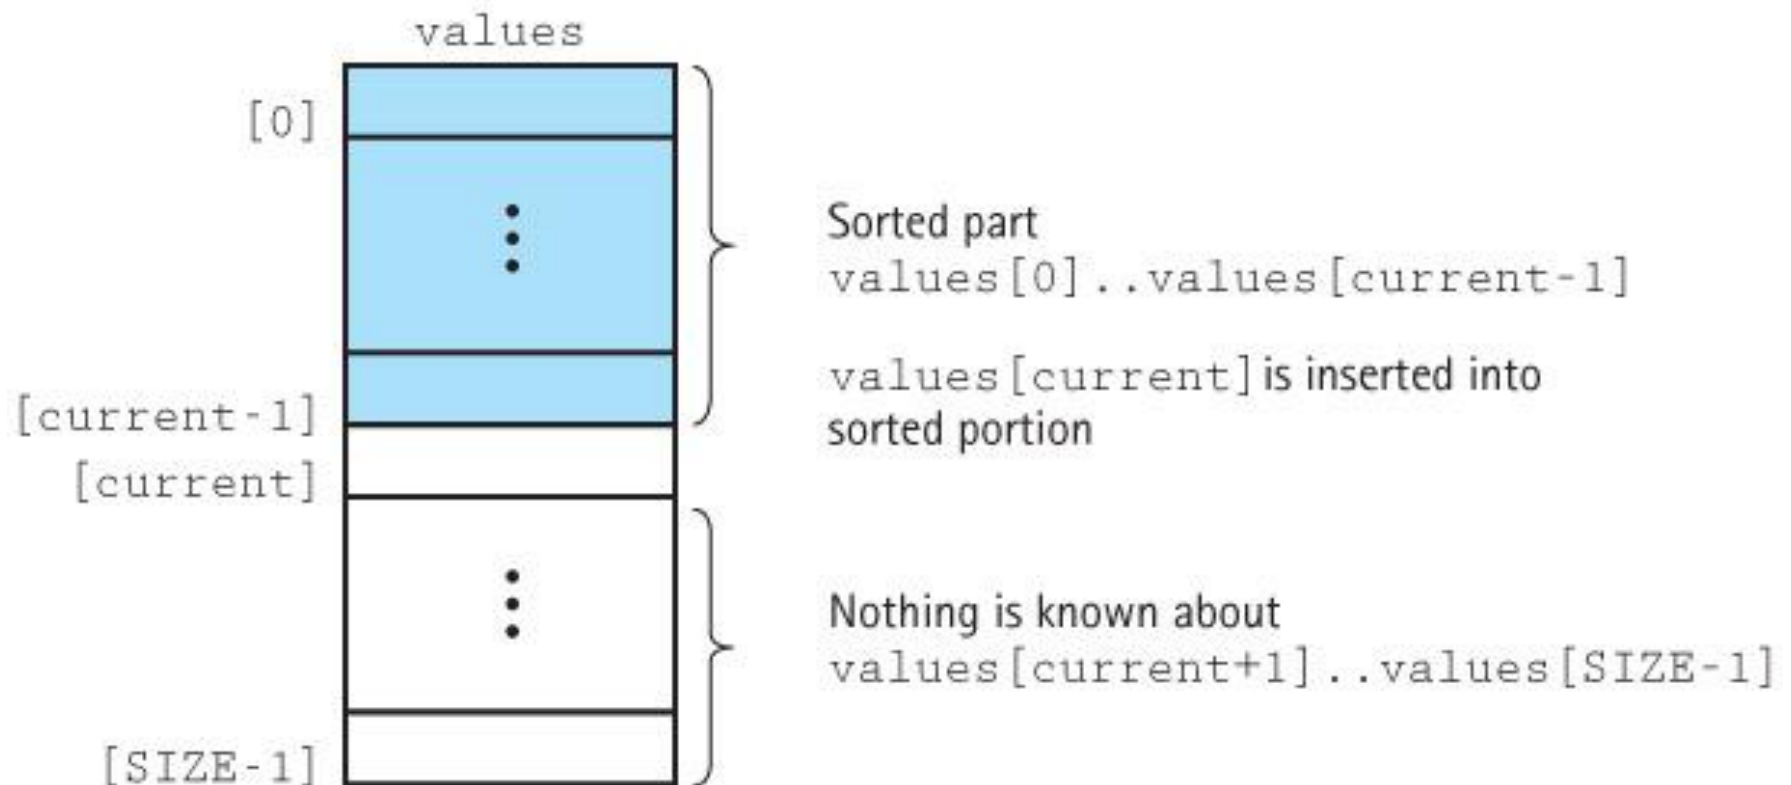 values
[0]
Sorted part
values[0]..values[current-1]
values[current] is inserted into
sorted portion
[current-1]
[current]
Nothing is known about
values[current+1]..values[SIZE-1]
[SIZE-1]